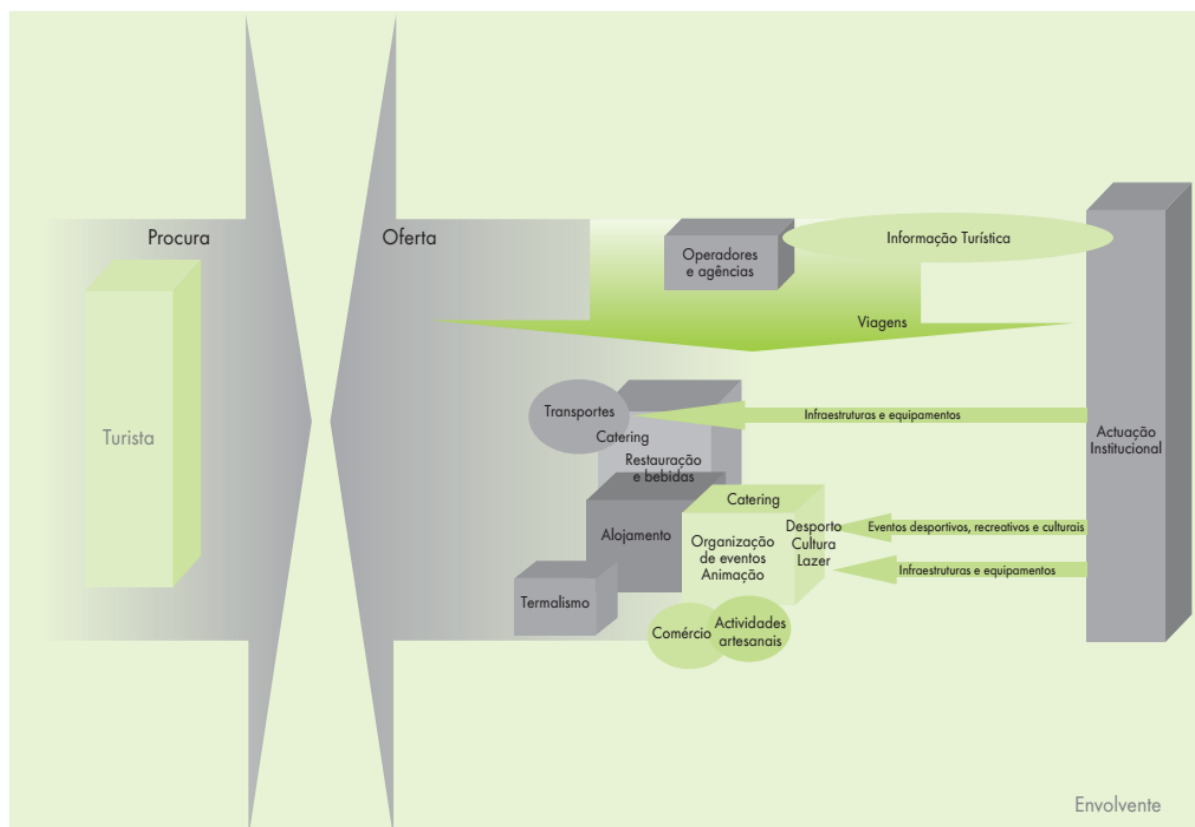 Procura
Oferta
Operadores
e agências
Informação Turística
Viagens
Turista
Transportes
Catering
Restauração
e bebidas
Infraestruturas e equipamentos
Actuação
Institucional
Catering
Alojamento
Organização
de eventos
Animação
Desporto
Cultura
Lazer
Eventos desportivos, recreativos e culturais
Infraestruturas e equipamentos
Termalismo
Comércio
Actividades
artesanais
Envolvente